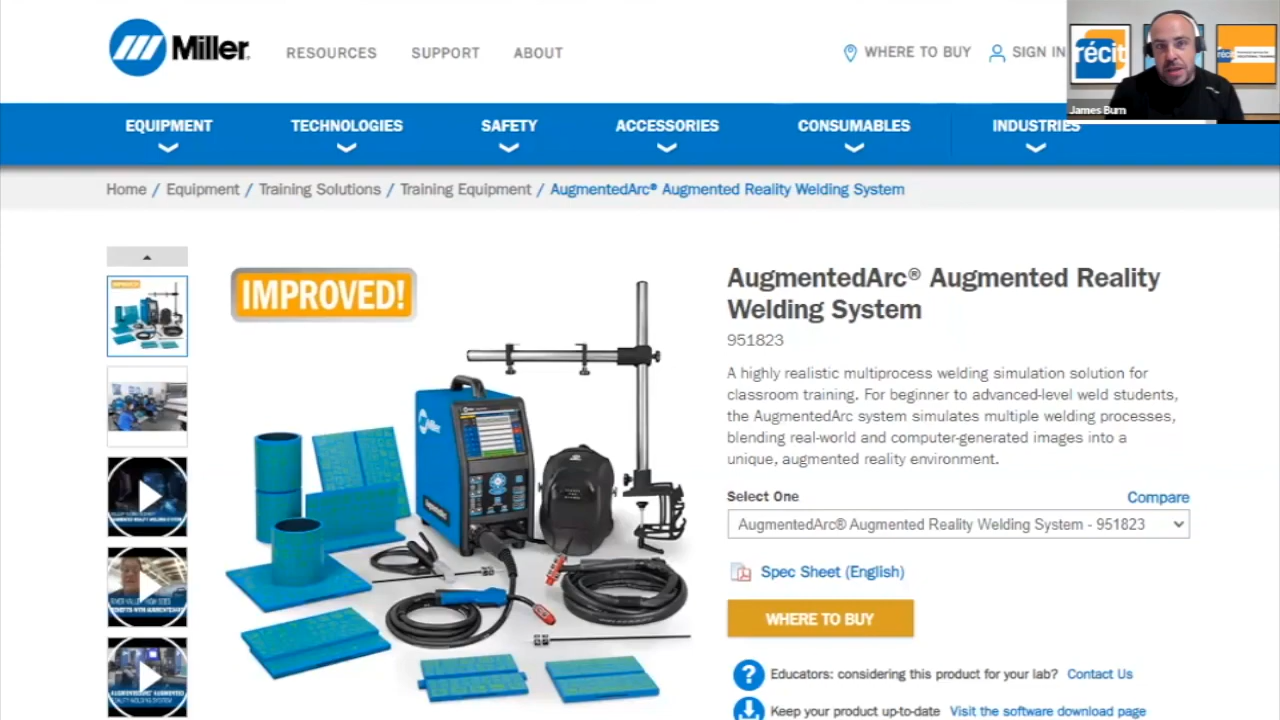 Miller
RESOURCES
SUPPORT
ABOUT
WHERE TO BUY
SIGN IN
récit
James Burn
EQUIPMENT
TECHNOLOGIES
SAFETY
ACCESSORIES
CONSUMABLES
INDUSTRIES
Home / Equipment / Training Solutions / Training Equipment / AugmentedArc® Augmented Reality Welding System
IMPROVED!
Miller
AugmentedArc® Augmented Reality
Welding System
951823
A highly realistic multiprocess welding simulation solution for
classroom training. For beginner to advanced-level weld students,
the AugmentedArc system simulates multiple welding processes,
blending real-world and computer-generated images into a
unique, augmented reality environment.
Select One
Compare
AugmentedArc® Augmented Reality Welding System - 951823
Spec Sheet (English)
WHERE TO BUY
Educators: considering this product for your lab? Contact Us
Keep your product up-to-date Visit the software download page